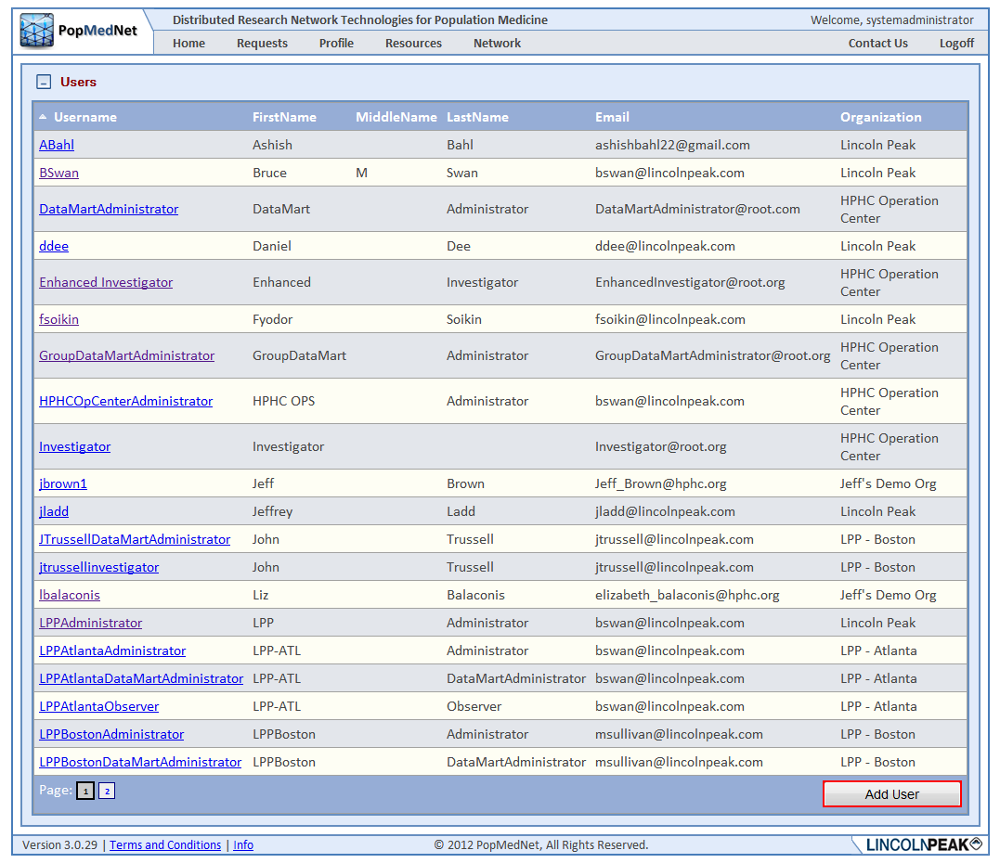 PopMedNet
Distributed Research Network Technologies for Population Medicine
Welcome, systemadministrator
Home Requests Profile Resources Network Contact Us Logoff
Users
Username FirstName MiddleName LastName Email Organization
ABahl Ashish Bahl ashishbahl22@gmail.com Lincoln Peak
BSwan Bruce M Swan bswan@lincolnpeak.com Lincoln Peak
DataMartAdministrator DataMart Administrator DataMartAdministrator@root.com HPHC Operation
Center
ddee Daniel Dee ddee@lincolnpeak.com Lincoln Peak
Enhanced Investigator Enhanced Investigator EnhancedInvestigator@root.org HPHC Operation
Center
fsoikin Fyodor Soikin fsoikin@lincolnpeak.com Lincoln Peak
GroupDataMartAdministrator GroupDataMart Administrator GroupDataMartAdministrator@root.org HPHC Operation
Center
HPHCOpCenterAdministrator HPHC OPS Administrator bswan@lincolnpeak.com HPHC Operation
Center
Investigator Investigator Investigator@root.org HPHC Operation
Center
jbrown1 Jeff Brown Jeff_Brown@hphc.org Jeff's Demo Org
jladd Jeffrey Ladd jladd@lincolnpeak.com Lincoln Peak
JTrussellDataMartAdministrator John Trussell jtrussell@lincolnpeak.com LPP - Boston
jtrussellinvestigator John Trussell jtrussell@lincolnpeak.com LPP - Boston
lbalaconis Liz Balaconis elizabeth_balaconis@hphc.org Jeff's Demo Org
LPPAdministrator LPP Administrator bswan@lincolnpeak.com Lincoln Peak
LPPAtlantaAdministrator LPP-ATL Administrator bswan@lincolnpeak.com LPP - Atlanta
LPPAtlantaDataMartAdministrator LPP-ATL DataMartAdministrator bswan@lincolnpeak.com LPP - Atlanta
LPPAtlantaObserver LPP-ATL Observer bswan@lincolnpeak.com LPP - Atlanta
LPPBostonAdministrator LPPBoston Administrator msullivan@lincolnpeak.com LPP - Boston
LPPBostonDataMartAdministrator LPPBoston DataMartAdministrator msullivan@lincolnpeak.com LPP - Boston
Page: 1 2 Add User
Version 3.0.29 | Terms and Conditions | Info © 2012 PopMedNet, All Rights Reserved. LINCOLNPEAK